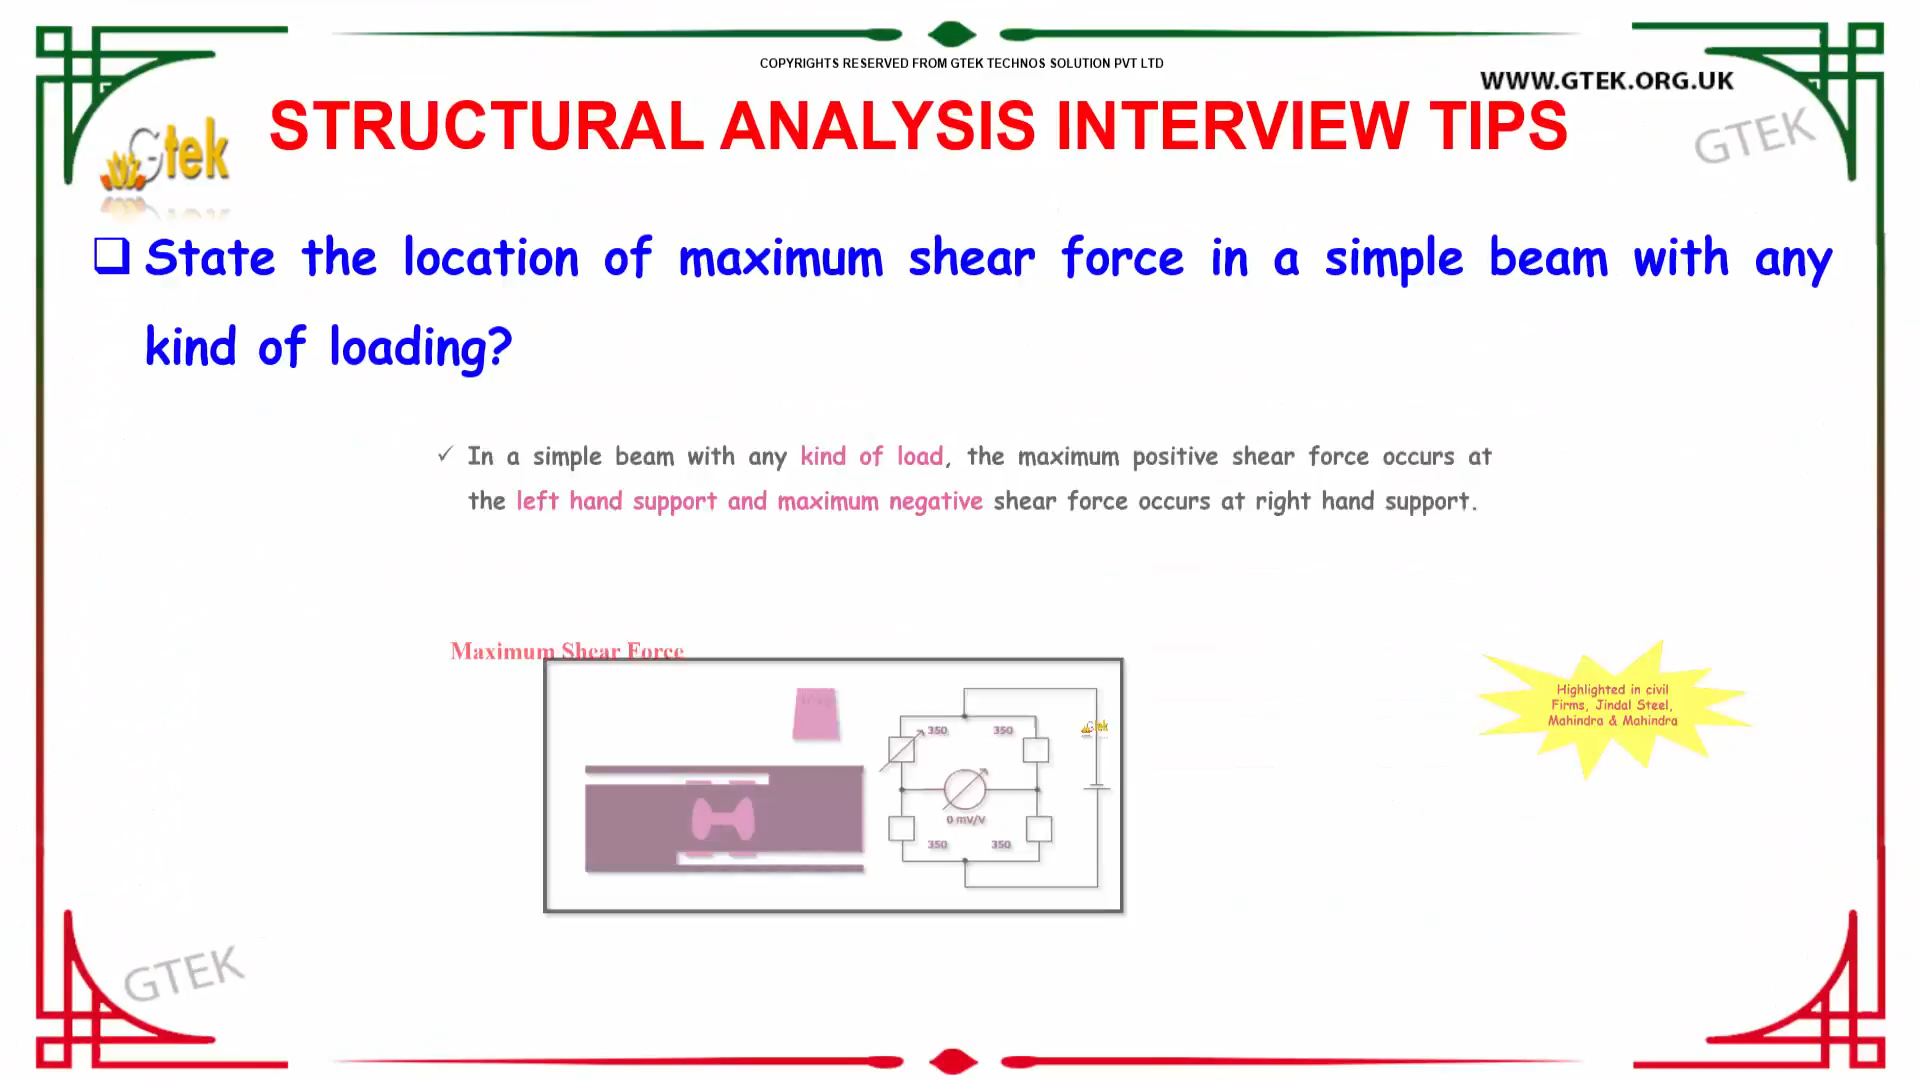 COPYRIGHTS RESERVED FROM GTEK TECHNOS SOLUTION PVT LTD
WWW.GTEK.ORG.UK
STRUCTURAL ANALYSIS INTERVIEW TIPS
Gtek
GTEK
State the location of maximum shear force in a simple beam with any
kind of loading?
✓ In a simple beam with any kind of load, the maximum positive shear force occurs at
the left hand support and maximum negative shear force occurs at right hand support.
Maximum Shear Force
350 350
Gtek
0 mV/V
350 350
Highlighted in civil
Firms, Jindal Steel,
Mahindra & Mahindra
GTEK